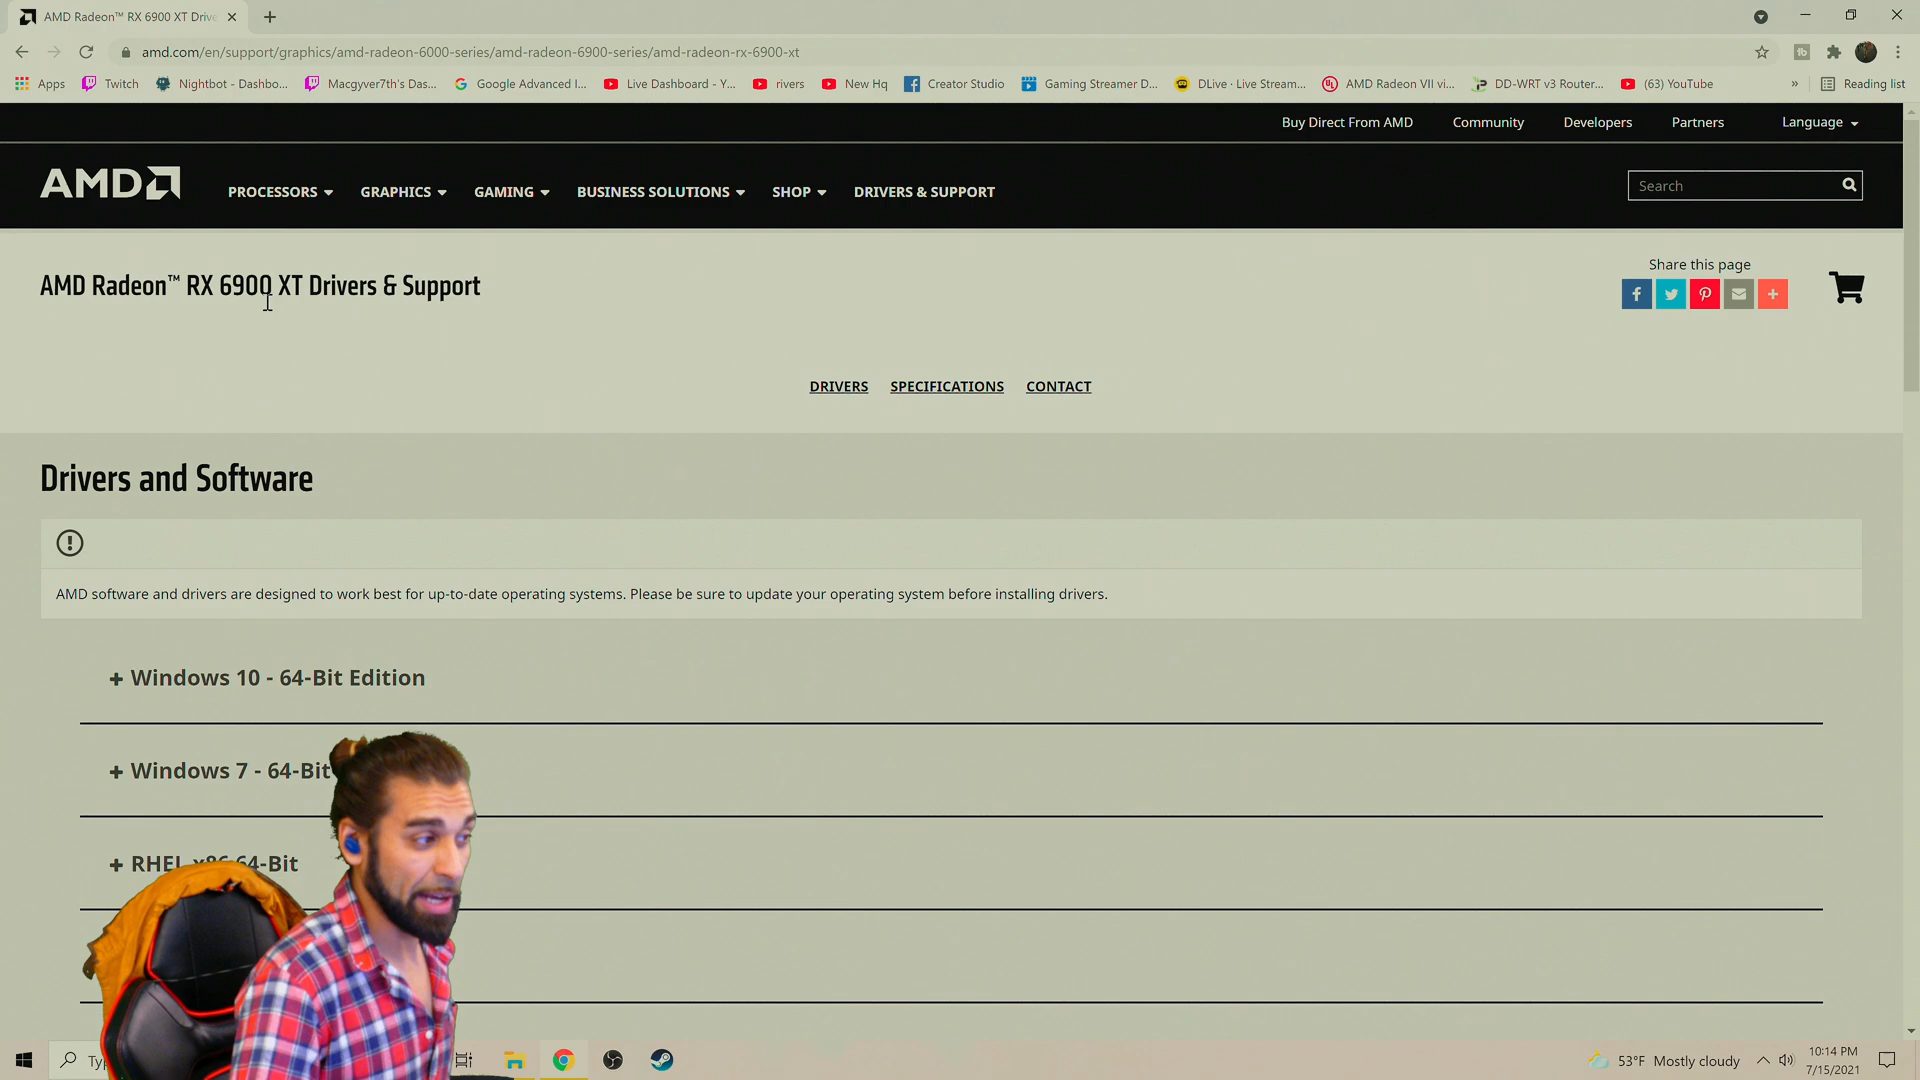 AMD Radeon™ RX 6900 XT Drive
amd.com/en/support/graphics/amd-radeon-6000-series/amd-radeon-6900-series/amd-radeon-rx-6900-xt
Apps Twitch Nightbot - Dashbo... Macgyver7th's Das... Google Advanced I... Live Dashboard - Y... rivers New Hq Creator Studio Gaming Streamer D... DLive · Live Stream... AMD Radeon VII vi... DD-WRT v3 Router... (63) YouTube » Reading list
Buy Direct From AMD Community Developers Partners Language
AMD PROCESSORS GRAPHICS GAMING BUSINESS SOLUTIONS SHOP DRIVERS & SUPPORT Search
Share this page
AMD Radeon™ RX 6900 XT Drivers & Support
DRIVERS SPECIFICATIONS CONTACT
Drivers and Software
AMD software and drivers are designed to work best for up-to-date operating systems. Please be sure to update your operating system before installing drivers.
+ Windows 10 - 64-Bit Edition
+ Windows 7 - 64-Bit
+ RHEL x86 64-Bit
Ty
53°F Mostly cloudy
10:14 PM
7/15/2021